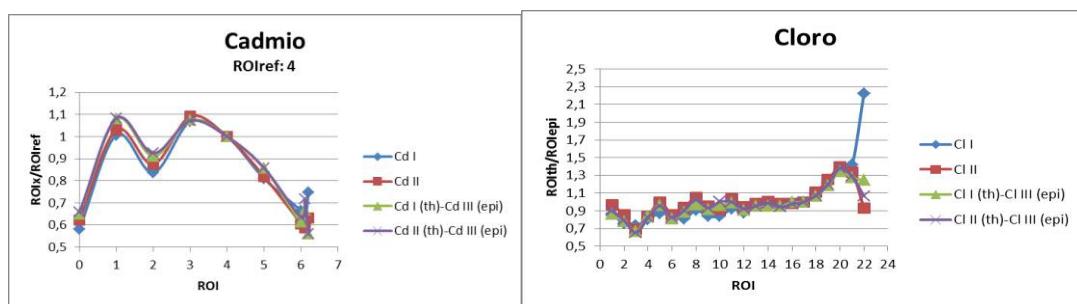 Cadmio
ROIref: 4
ROIx/ROIref
1,2
1,1
1
0,9
0,8
0,7
0,6
0,5
0 1 2 3 4 5 6 7
ROI
Cd I
Cd II
Cd I (th)-Cd III (epi)
Cd II (th)-Cd III (epi)
Cloro
ROIth/ROIepi
2,5
2,3
2,1
1,9
1,7
1,5
1,3
1,1
0,9
0,7
0,5
0 2 4 6 8 10 12 14 16 18 20 22 24
ROI
Cl I
Cl II
Cl I (th)-Cl III (epi)
Cl II (th)-Cl III (epi)